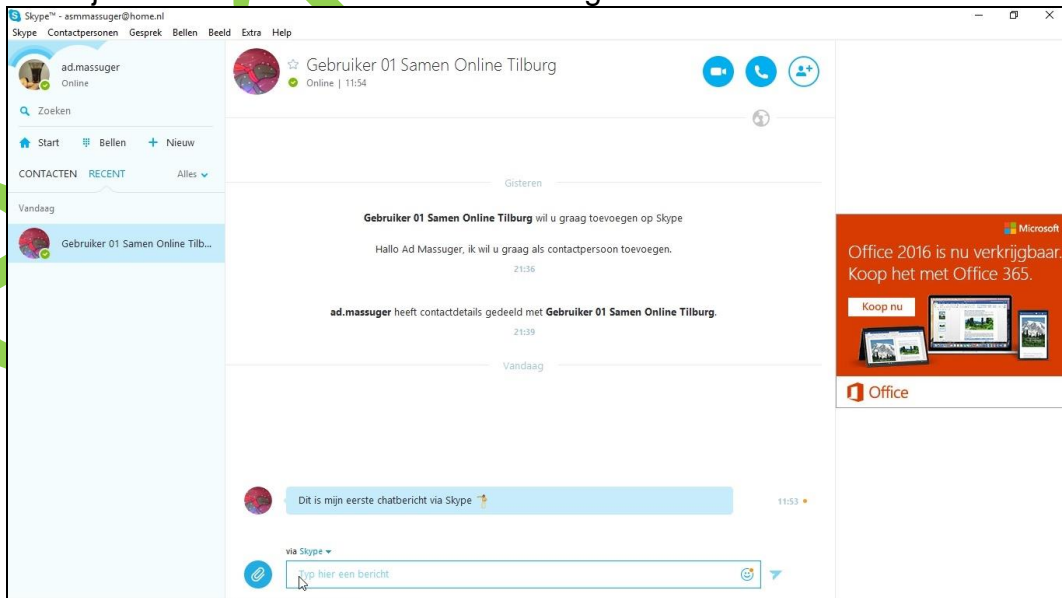 Skype™ - asmmassuger@home.nl
Skype Contactpersonen Gesprek Bellen Beeld Extra Help
ad.massuger
Online
Zoeken
Start Bellen Nieuw
CONTACTEN RECENT Alles
Vandaag
Gebruiker 01 Samen Online Tilb...
Gebruiker 01 Samen Online Tilburg
Online | 11:54
Gisteren
Gebruiker 01 Samen Online Tilburg wil u graag toevoegen op Skype
Hallo Ad Massuger, ik wil u graag als contactpersoon toevoegen.
21:36
ad.massuger heeft contactdetails gedeeld met Gebruiker 01 Samen Online Tilburg.
21:39
Vandaag
Dit is mijn eerste chatbericht via Skype
11:53
via Skype
Typ hier een bericht
Microsoft
Office 2016 is nu verkrijgbaar.
Koop het met Office 365.
Koop nu
Office